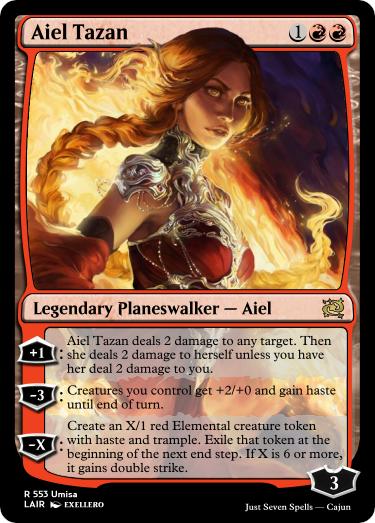 Aiel Tazan 1
Legendary Planeswalker — Aiel
+1: Aiel Tazan deals 2 damage to any target. Then
she deals 2 damage to herself unless you have
her deal 2 damage to you.
-3: Creatures you control get +2/+0 and gain haste
until end of turn.
-X: Create an X/1 red Elemental creature token
with haste and trample. Exile that token at the
beginning of the next end step. If X is 6 or more,
it gains double strike.
3
R 553 Umisa
LAIR EXELLERO
Just Seven Spells — Cajun